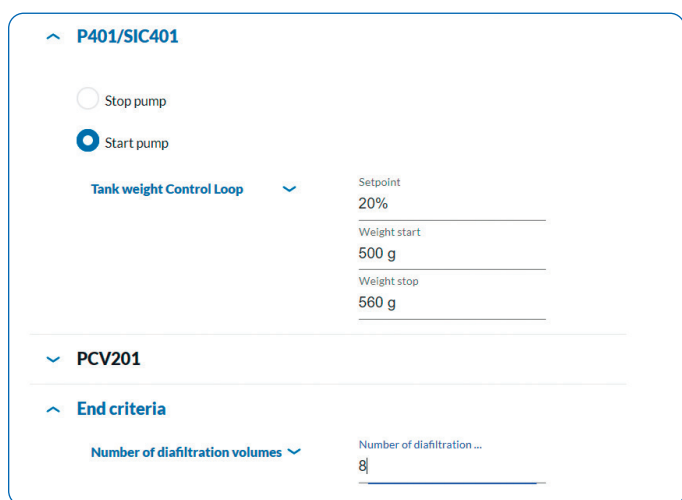 P401/SIC401
Stop pump
Start pump
Tank weight Control Loop
Setpoint
20%
Weight start
500 g
Weight stop
560 g
PCV201
End criteria
Number of diafiltration volumes
Number of diafiltration ...
8